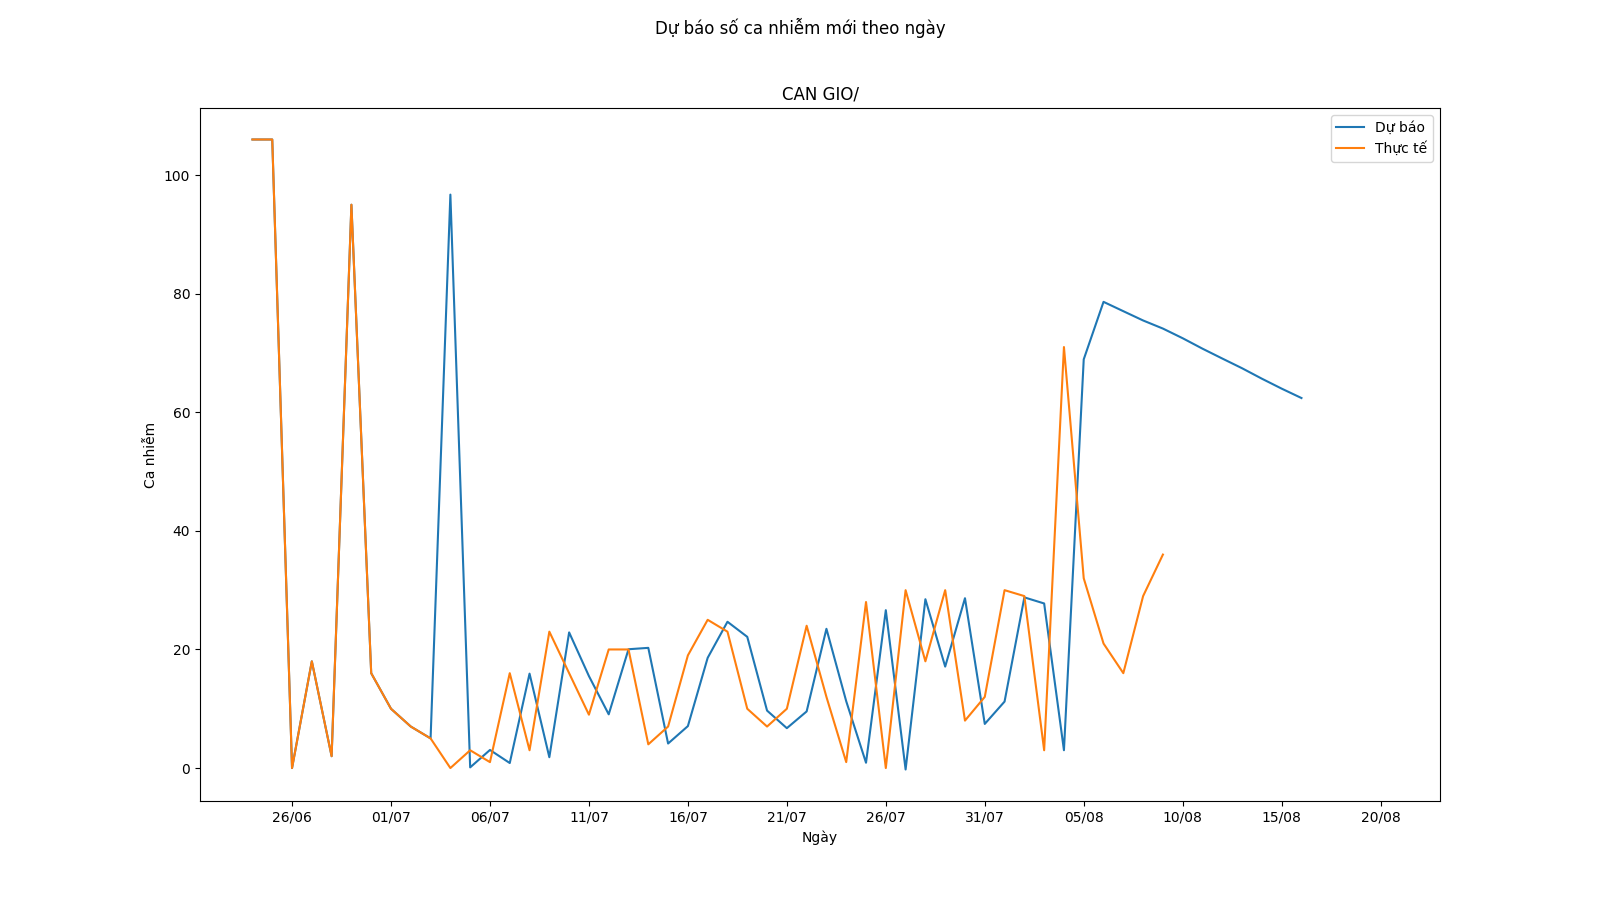 Dự báo số ca nhiễm mới theo ngày
CAN GIO/
Dự báo
Thực tế
100
80
60
40
20
0
Ca nhiễm
26/06 01/07 06/07 11/07 16/07 21/07 26/07 31/07 05/08 10/08 15/08 20/08
Ngày